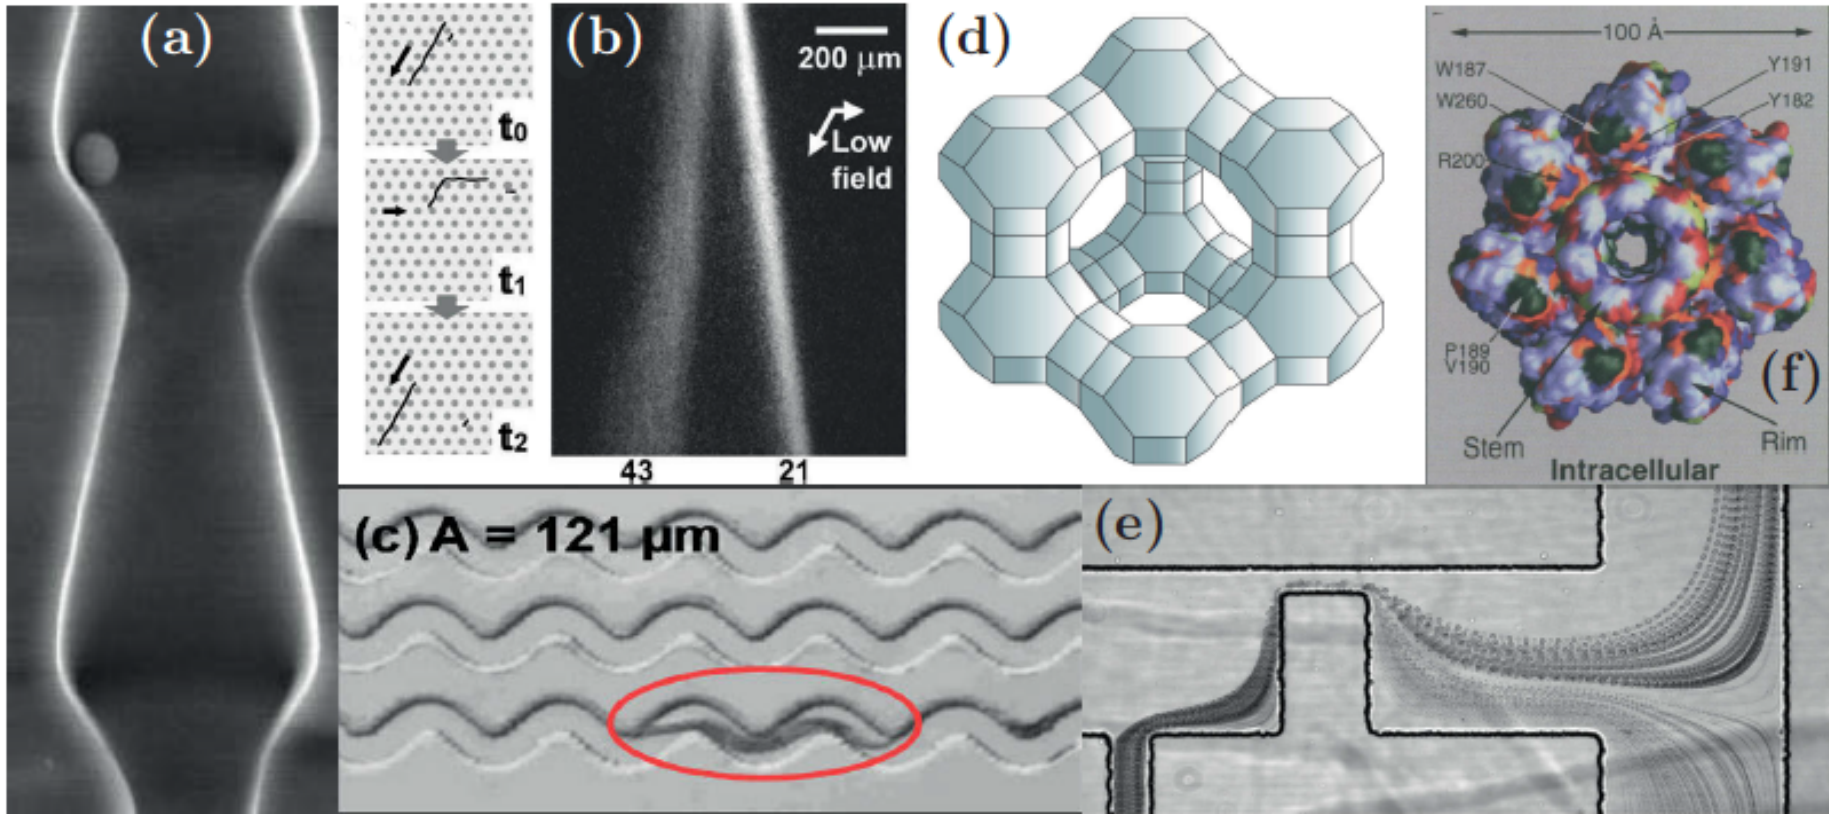 (a)
t0
t1
t2
(b)
200 μm
Low
field
43 21
(c) A = 121 μm
(d)
(e)
100 Å
W187
W260
R200
P189
V190
Y191
Y182
(f)
Stem
Rim
Intracellular